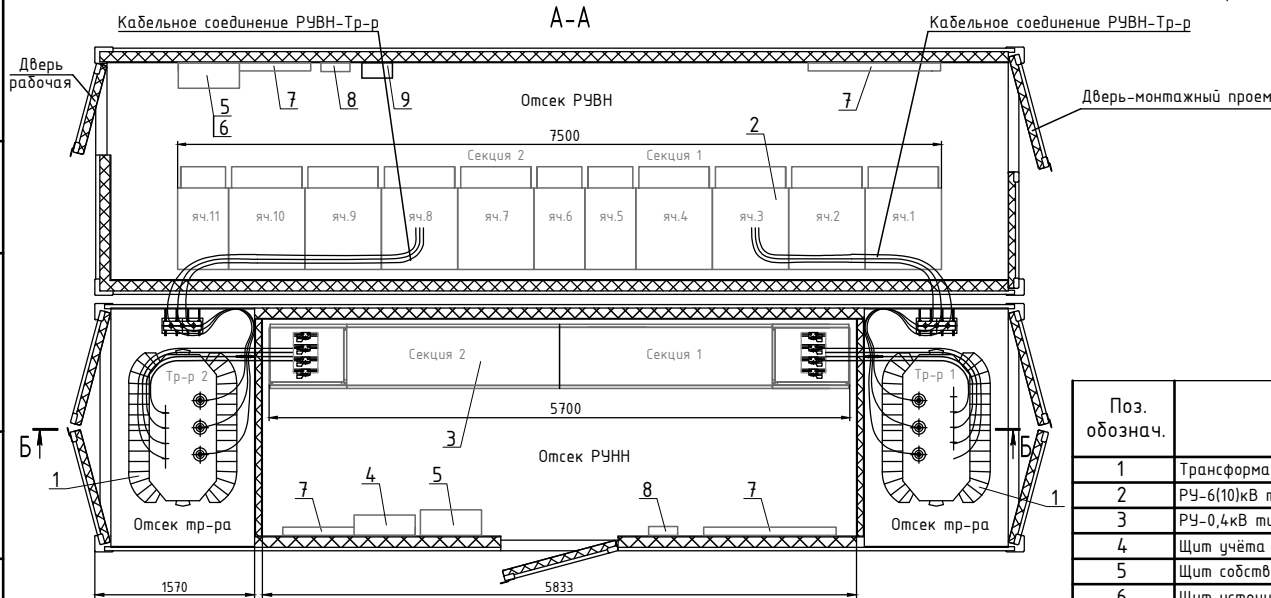 А-А
Кабельное соединение РУВН-Тр-р
Кабельное соединение РУВН-Тр-р
Дверь
рабочая
Дверь-монтажный проем
5
6
7
8
9
Отсек РУВН
7
7500
2
Секция 2
Секция 1
яч.11
яч.10
яч.9
яч.8
яч.7
яч.6
яч.5
яч.4
яч.3
яч.2
яч.1
Секция 2
Секция 1
Тр-р 2
Тр-р 1
5700
3
Б
Б
Отсек РУНН
1
1
7
4
5
8
7
Отсек тр-ра
Отсек тр-ра
1570
5833
Поз.
обознач.
1 Трансформа
2 РУ-6(10)кВ
3 РУ-0,4кВ
4 Щит учёта
5 Щит собств
6